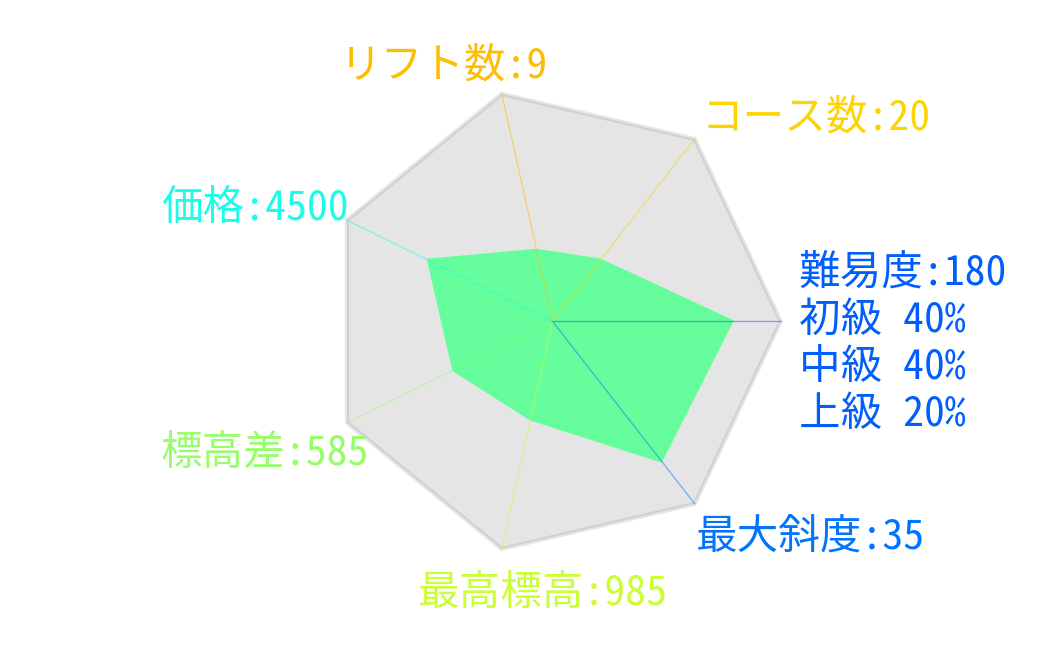 リフト数:9
コース数:20
価格:4500
難易度:180
初級 40%
中級 40%
上級 20%
標高差:585
最大斜度:35
最高標高:985